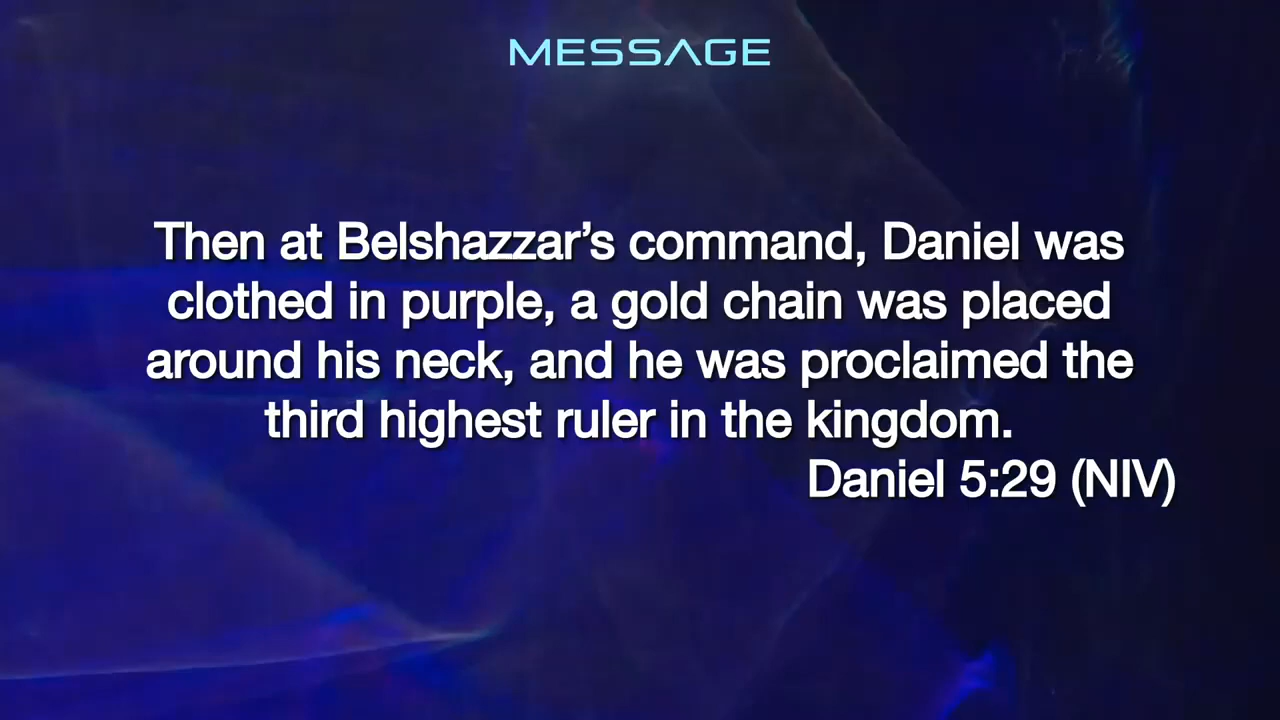 MESSAGE
Then at Belshazzar’s command, Daniel was
clothed in purple, a gold chain was placed
around his neck, and he was proclaimed the
third highest ruler in the kingdom.
Daniel 5:29 (NIV)